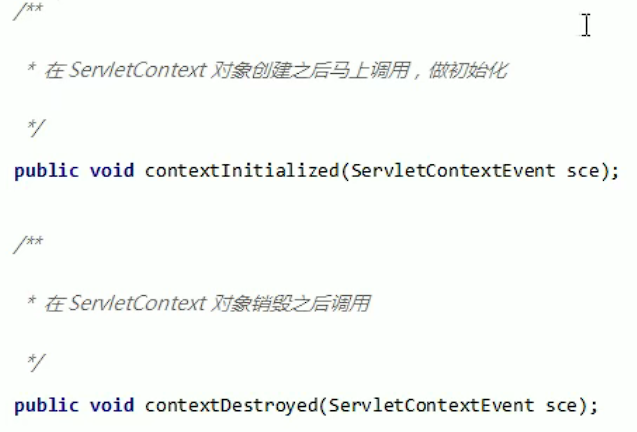 /**
* 在 ServletContext 对象创建之后马上调用，做初始化
*/
public void contextInitialized(ServletContextEvent sce);
/**
* 在 ServletContext 对象销毁之后调用
*/
public void contextDestroyed(ServletContextEvent sce);